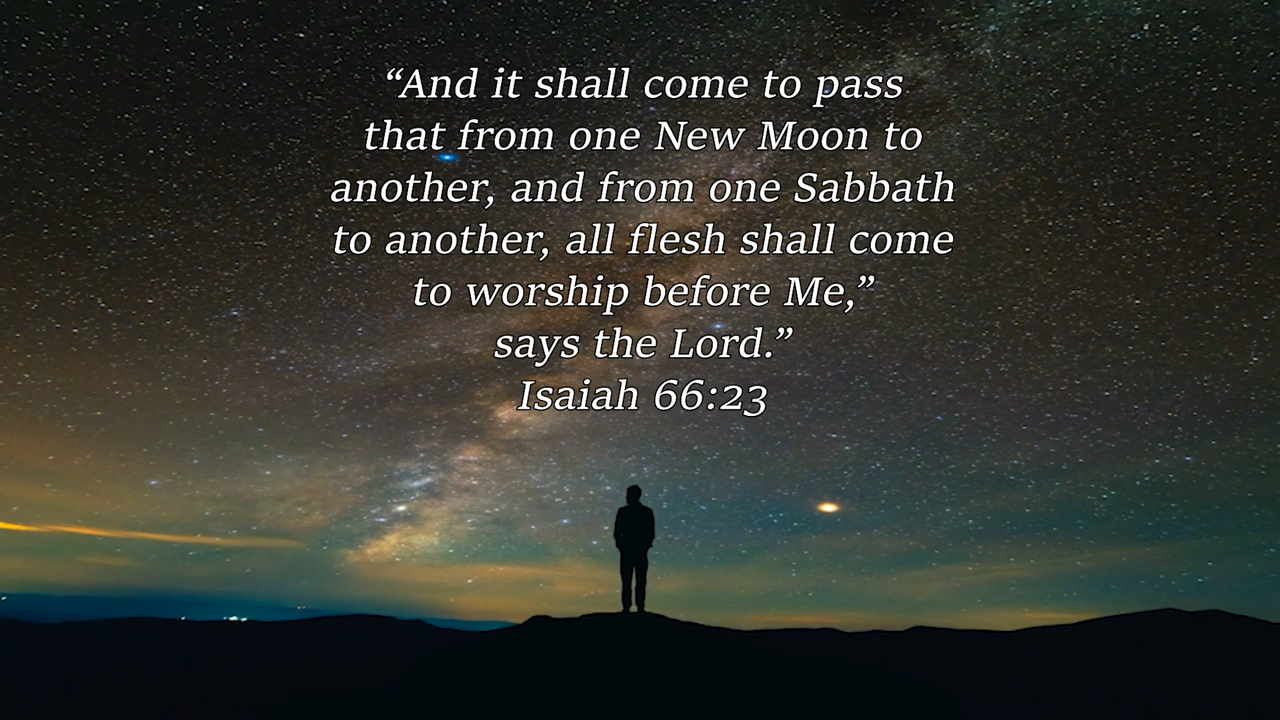 “And it shall come to pass
that from one New Moon to
another, and from one Sabbath
to another, all flesh shall come
to worship before Me,”
says the Lord.”
Isaiah 66:23